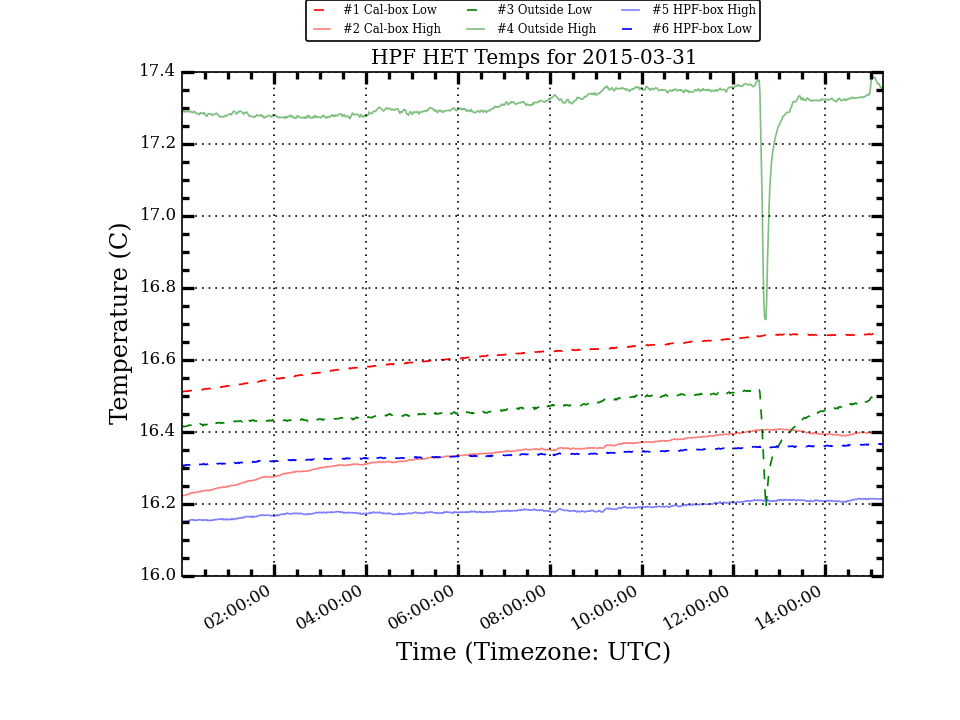 #1 Cal-box Low #3 Outside Low #5 HPF-box High
#2 Cal-box High #4 Outside High #6 HPF-box Low
HPF HET Temps for 2015-03-31
17.4
17.2
17.0
16.8
16.6
16.4
16.2
16.0
Temperature (C)
02:00:00 04:00:00 06:00:00 08:00:00 10:00:00 12:00:00 14:00:00
Time (Timezone: UTC)